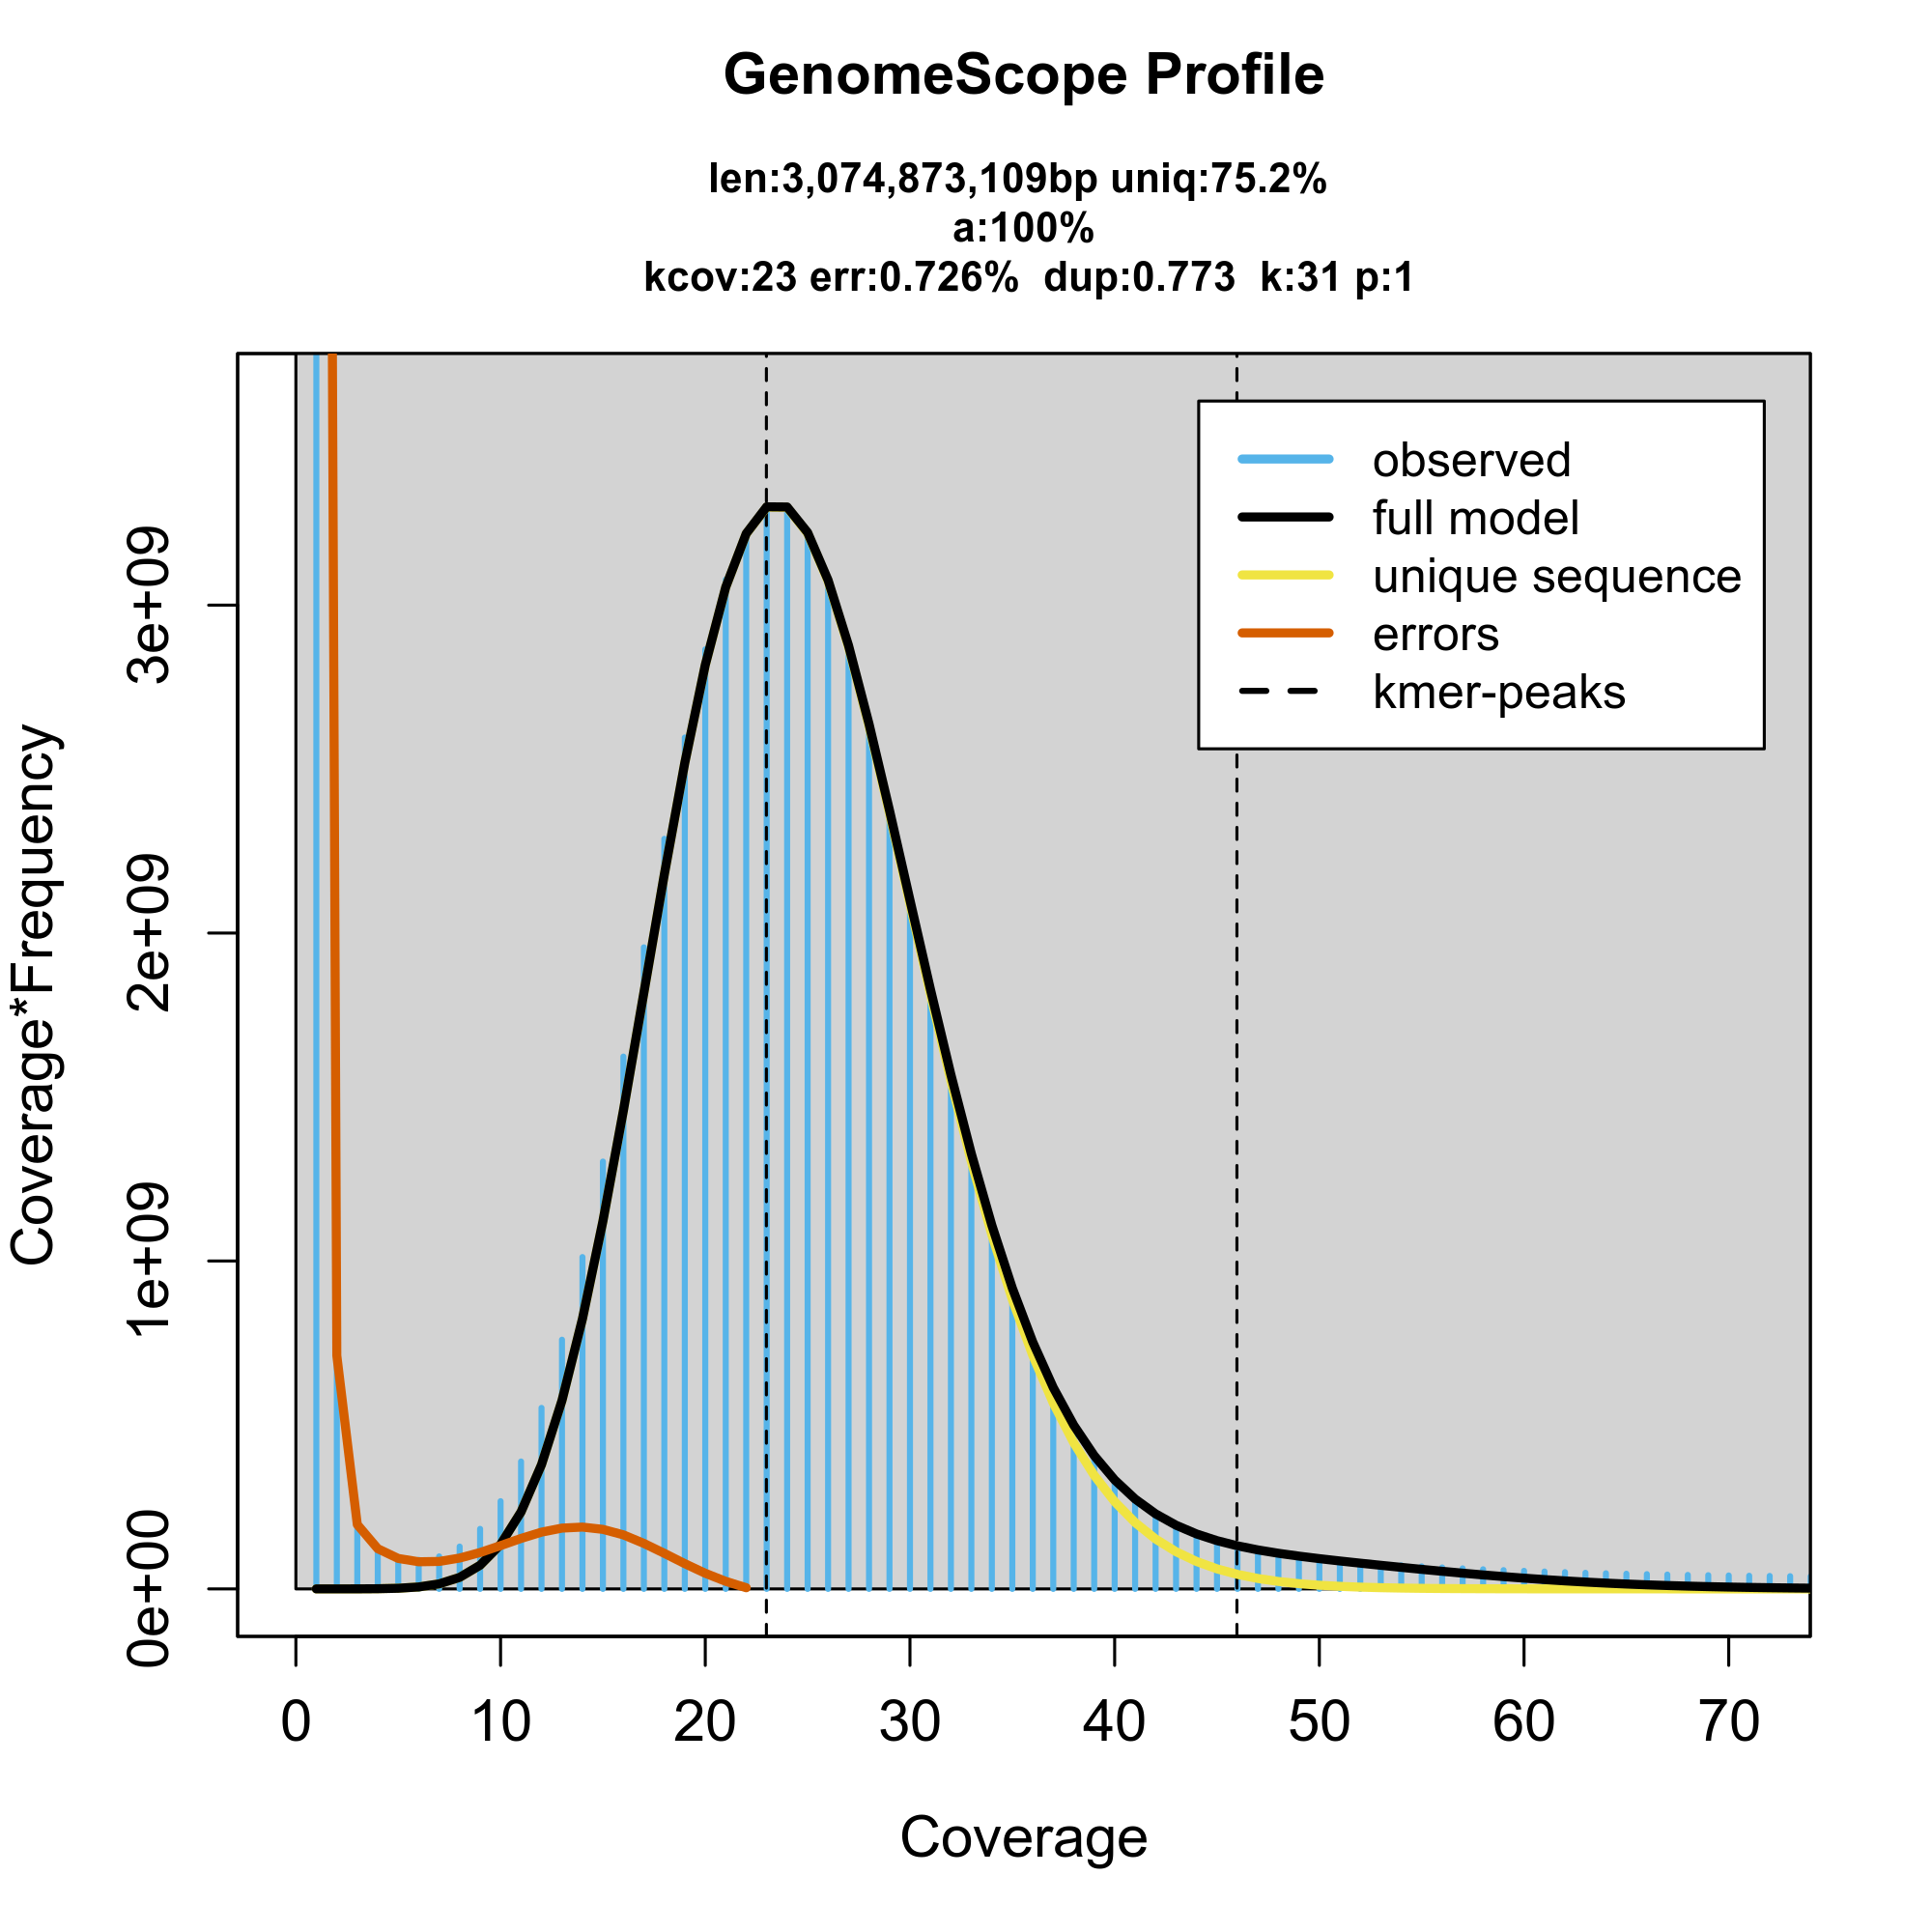 GenomeScope Profile
len:3,074,873,109bp uniq:75.2%
a:100%
kcov:23 err:0.726%  dup:0.773  k:31 p:1
observed
full model
unique sequence
errors
kmer-peaks
Coverage*Frequency
3e+09
2e+09
1e+09
0e+00
0 10 20 30 40 50 60 70
Coverage